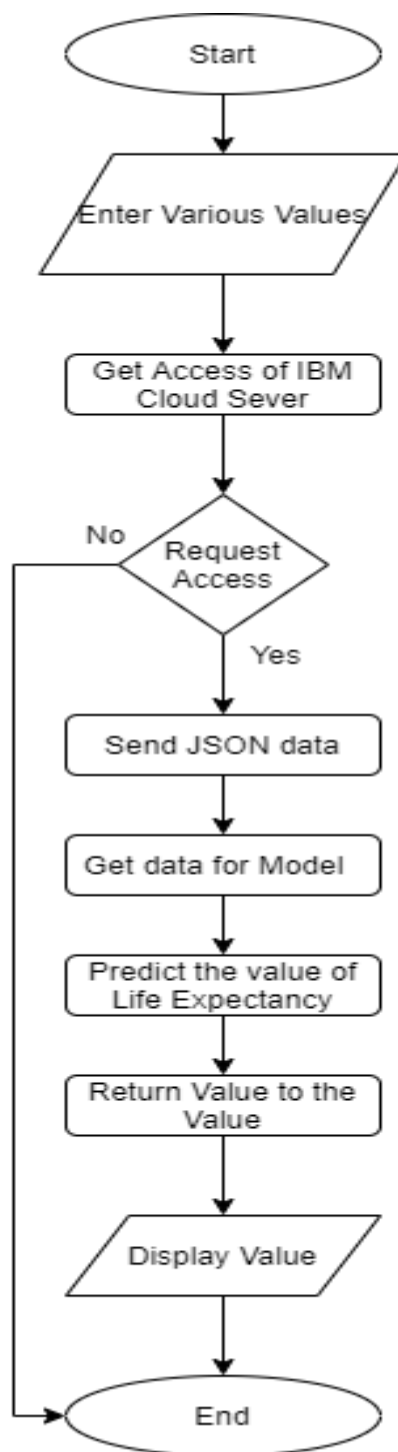 Start
Enter Various Values
Get Access of IBM
Cloud Sever
No
Request
Access
Yes
Send JSON data
Get data for Model
Predict the value of
Life Expectancy
Return Value to the
Value
Display Value
End